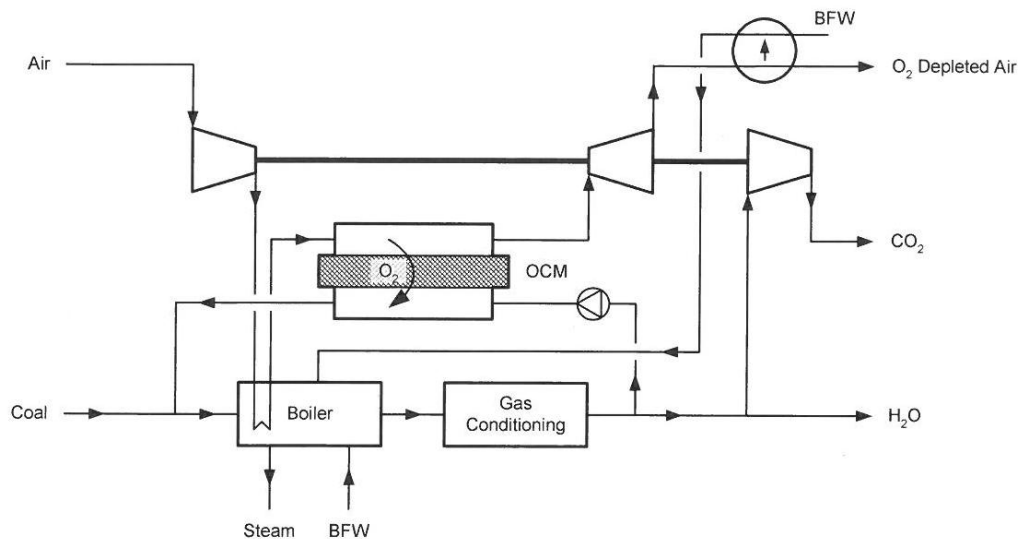 BFW
Air
O₂ Depleted Air
O₂
OCM
CO₂
Coal
Boiler
Gas
Conditioning
H₂O
Steam
BFW